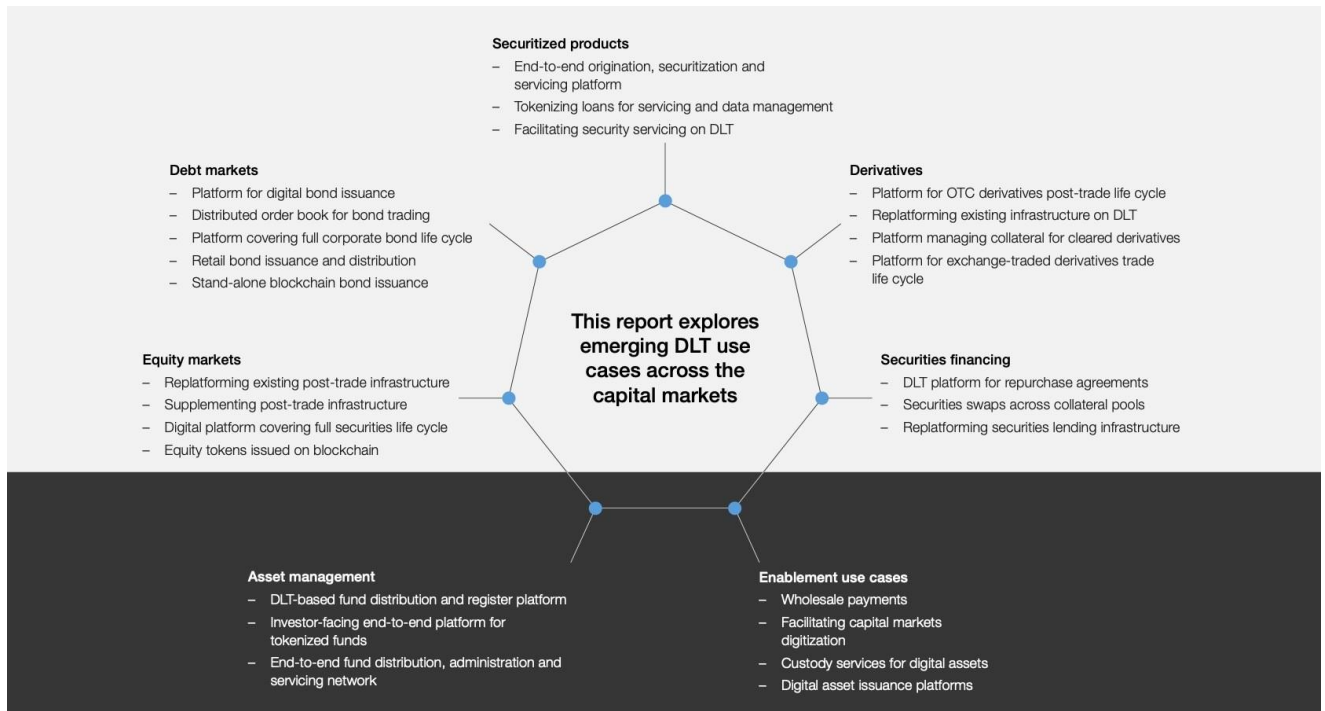 Securitized products
– End-to-end origination, securitization and
servicing platform
– Tokenizing loans for servicing and data management
– Facilitating security servicing on DLT
Debt markets
– Platform for digital bond issuance
– Distributed order book for bond trading
– Platform covering full corporate bond life cycle
– Retail bond issuance and distribution
– Stand-alone blockchain bond issuance
Derivatives
– Platform for OTC derivatives post-trade life cycle
– Replatforming existing infrastructure on DLT
– Platform managing collateral for cleared derivatives
– Platform for exchange-traded derivatives trade
life cycle
This report explores
emerging DLT use
cases across the
capital markets
Equity markets
– Replatforming existing post-trade infrastructure
– Supplementing post-trade infrastructure
– Digital platform covering full securities life cycle
– Equity tokens issued on blockchain
Securities financing
– DLT platform for repurchase agreements
– Securities swaps across collateral pools
– Replatforming securities lending infrastructure
Asset management
– DLT-based fund distribution and register platform
– Investor-facing end-to-end platform for
tokenized funds
– End-to-end fund distribution, administration and
servicing network
Enablement use cases
– Wholesale payments
– Facilitating capital markets
digitization
– Custody services for digital assets
– Digital asset issuance platforms